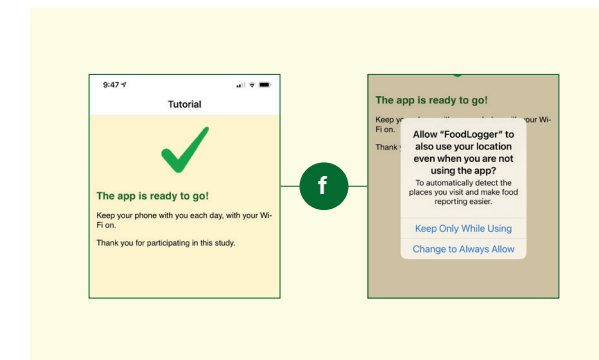 9:47
Tutorial
The app is ready to go!
Keep your phone with you each day, with your Wi-
Fi on.
Thank you for participating in this study.
f
The app is ready to go!
Keep
your Wi-
Fi on.
Thank
Allow “FoodLogger” to
also use your location
even when you are not
using the app?
To automatically detect the
places you visit and make food
reporting easier.
Keep Only While Using
Change to Always Allow